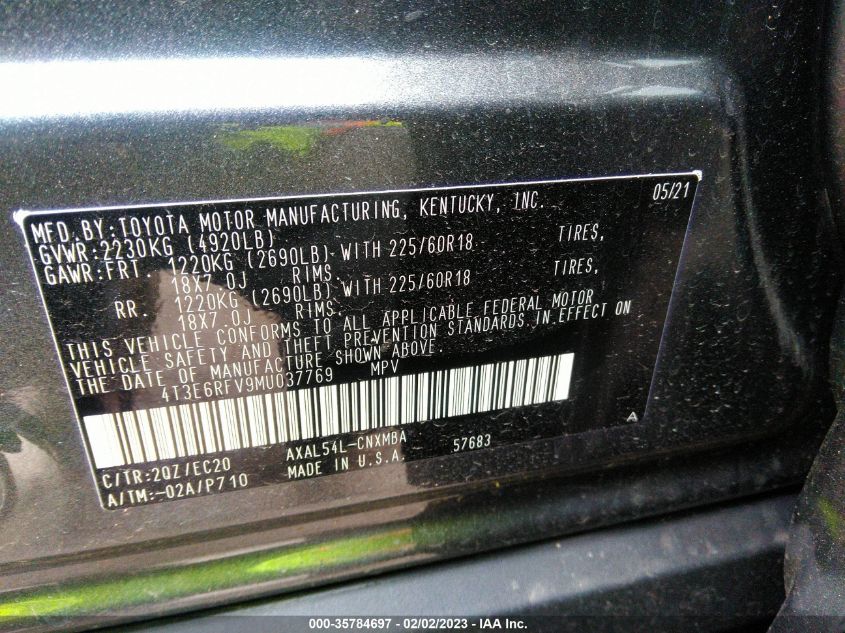 MFD.BY:TOYOTA MOTOR MANUFACTURING, KENTUCKY, INC. 05/21
GVWR:2230KG (4920LB)
GAWR:FRT. 1220KG (2690LB) WITH 225/60R18 TIRES,
18X7.0J RIMS.
RR. 1220KG (2690LB) WITH 225/60R18 TIRES,
18X7.0J RIMS.
THIS VEHICLE CONFORMS TO ALL APPLICABLE FEDERAL MOTOR
VEHICLE SAFETY AND THEFT PREVENTION STANDARDS IN EFFECT ON
THE DATE OF MANUFACTURE SHOWN ABOVE.
4T3E6RFV9MU037769 MPV
A
C/TR:2QZ/EC20 AXAL54L-CNXMBA 57683
A/TM:-02A/P710 MADE IN U.S.A.
000-35784697 - 02/02/2023 - IAA Inc.